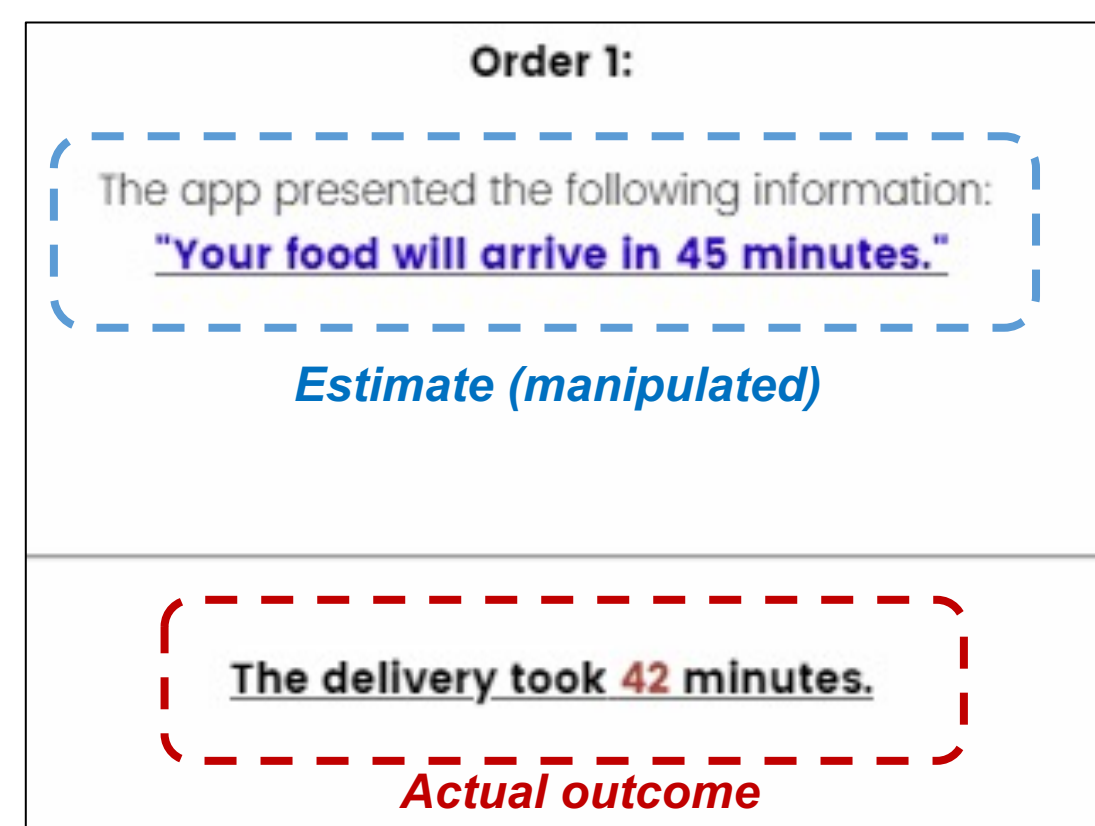 Order 1:
The app presented the following information:
"Your food will arrive in 45 minutes."
Estimate (manipulated)
The delivery took 42 minutes.
Actual outcome